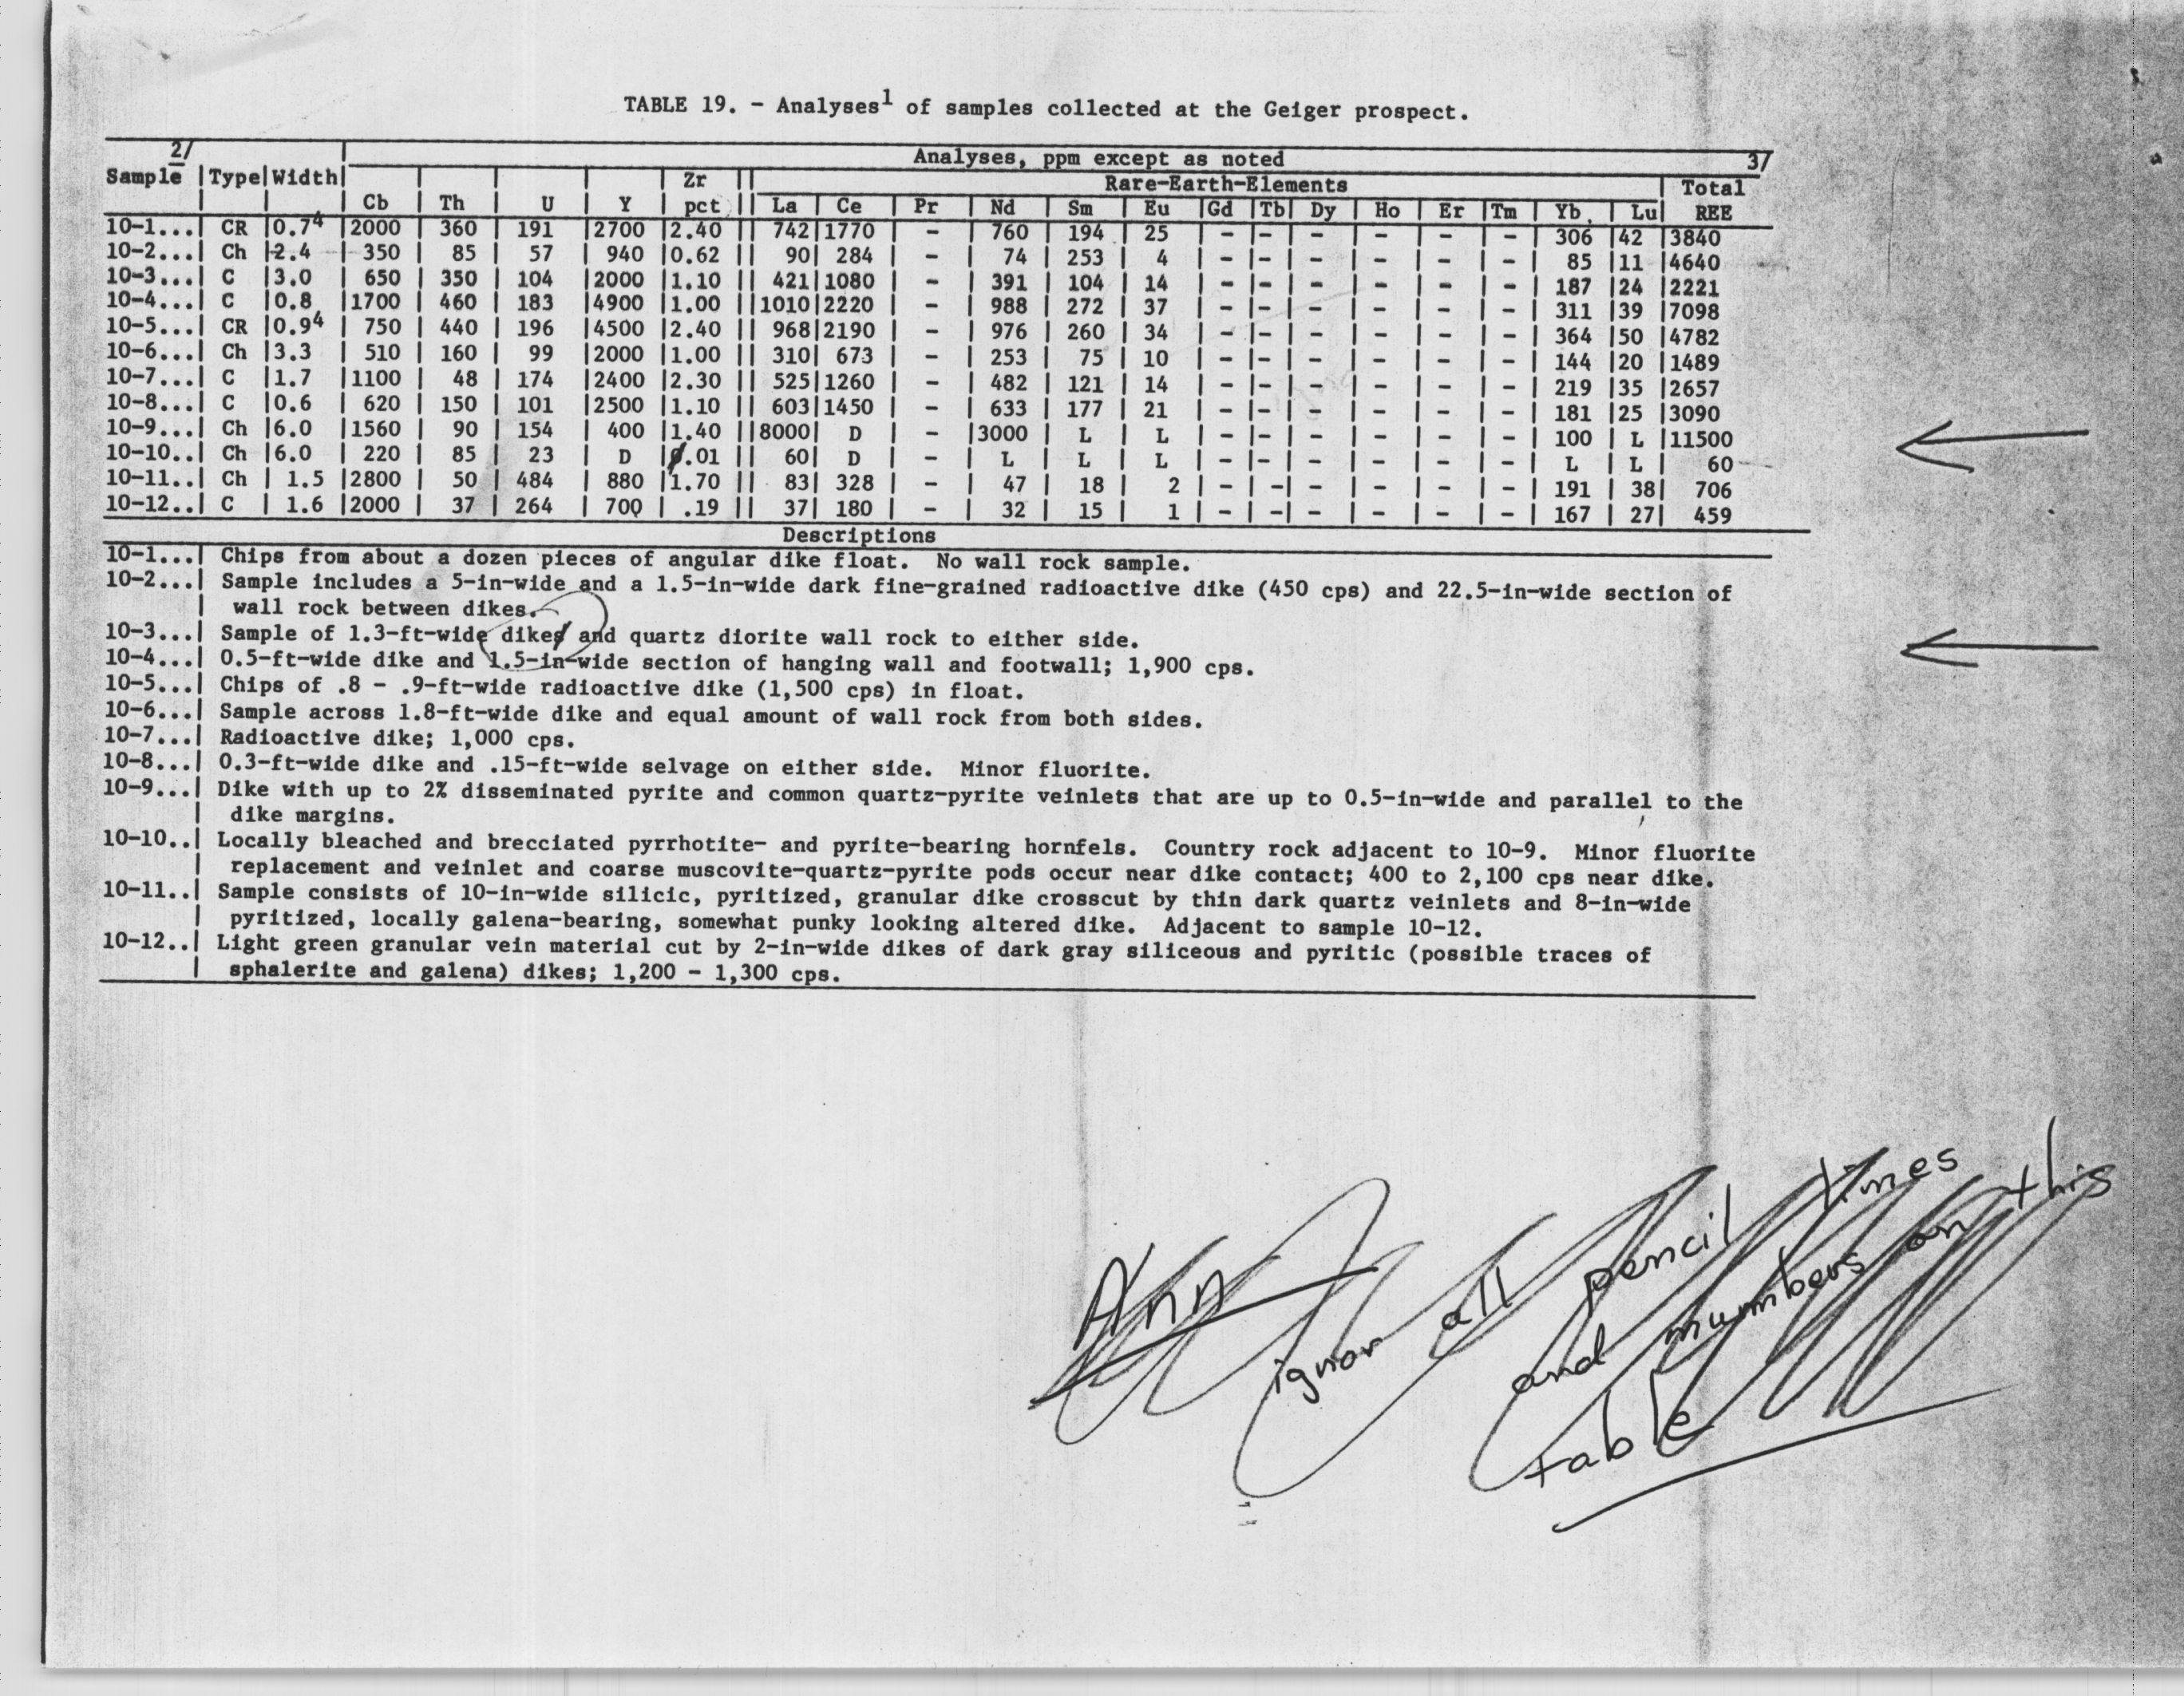 TABLE 19. - Analyses1 of samples collected at the Geiger prospect.
2/ Analyses, ppm except as noted 3/
Sample |Type|Width| Zr || Rare-Earth-Elements | Total
Cb | Th | U | Y | pct || La | Ce | Pr | Nd | Sm | Eu |Gd |Tb| Dy | Ho | Er |Tm | Yb | Lu| REE
10-1...| CR |0.74 |2000 | 360 | 191 |2700 |2.40 || 742|1770 | - | 760 | 194 | 25 | - |- | - | - | - | - | 306 |42 |3840
10-2...| Ch |2.4 | 350 | 85 | 57 | 940 |0.62 || 90| 284 | - | 74 | 253 | 4 | - |- | - | - | - | - | 85 |11 |4640
10-3...| C |3.0 | 650 | 350 | 104 |2000 |1.10 || 421|1080 | - | 391 | 104 | 14 | - |- | - | - | - | - | 187 |24 |2221
10-4...| C |0.8 |1700 | 460 | 183 |4900 |1.00 ||1010|2220 | - | 988 | 272 | 37 | - |- | - | - | - | - | 311 |39 |7098
10-5...| CR |0.94 | 750 | 440 | 196 |4500 |2.40 || 968|2190 | - | 976 | 260 | 34 | - |- | - | - | - | - | 364 |50 |4782
10-6...| Ch |3.3 | 510 | 160 | 99 |2000 |1.00 || 310| 673 | - | 253 | 75 | 10 | - |- | - | - | - | - | 144 |20 |1489
10-7...| C |1.7 |1100 | 48 | 174 |2400 |2.30 || 525|1260 | - | 482 | 121 | 14 | - |- | - | - | - | - | 219 |35 |2657
10-8...| C |0.6 | 620 | 150 | 101 |2500 |1.10 || 603|1450 | - | 633 | 177 | 21 | - |- | - | - | - | - | 181 |25 |3090
10-9...| Ch |6.0 |1560 | 90 | 154 | 400 |1.40 ||8000| D | - |3000 | L | L | - |- | - | - | - | - | 100 | L |11500
10-10..| Ch |6.0 | 220 | 85 | 23 | D |0.01 || 60| D | - | L | L | L | - |- | - | - | - | - | L | L | 60
10-11..| Ch | 1.5 |2800 | 50 | 484 | 880 |1.70 || 83| 328 | - | 47 | 18 | 2 | - | -| - | - | - | - | 191 | 38| 706
10-12..| C | 1.6 |2000 | 37 | 264 | 700 | .19 || 37| 180 | - | 32 | 15 | 1 | - | -| - | - | - | - | 167 | 27| 459
Descriptions
10-1...| Chips from about a dozen pieces of angular dike float. No wall rock sample.
10-2...| Sample includes a 5-in-wide and a 1.5-in-wide dark fine-grained radioactive dike (450 cps) and 22.5-in-wide section of
| wall rock between dikes.
10-3...| Sample of 1.3-ft-wide dikes and quartz diorite wall rock to either side.
10-4...| 0.5-ft-wide dike and 1.5-in-wide section of hanging wall and footwall; 1,900 cps.
10-5...| Chips of .8 - .9-ft-wide radioactive dike (1,500 cps) in float.
10-6...| Sample across 1.8-ft-wide dike and equal amount of wall rock from both sides.
10-7...| Radioactive dike; 1,000 cps.
10-8...| 0.3-ft-wide dike and .15-ft-wide selvage on either side. Minor fluorite.
10-9...| Dike with up to 2% disseminated pyrite and common quartz-pyrite veinlets that are up to 0.5-in-wide and parallel to the
| dike margins.
10-10..| Locally bleached and brecciated pyrrhotite- and pyrite-bearing hornfels. Country rock adjacent to 10-9. Minor fluorite
| replacement and veinlet and coarse muscovite-quartz-pyrite pods occur near dike contact; 400 to 2,100 cps near dike.
10-11..| Sample consists of 10-in-wide silicic, pyritized, granular dike crosscut by thin dark quartz veinlets and 8-in-wide
| pyritized, locally galena-bearing, somewhat punky looking altered dike. Adjacent to sample 10-12.
10-12..| Light green granular vein material cut by 2-in-wide dikes of dark gray siliceous and pyritic (possible traces of
| sphalerite and galena) dikes; 1,200 - 1,300 cps.
Ann
ignor all pencil lines
and numbers on this
table